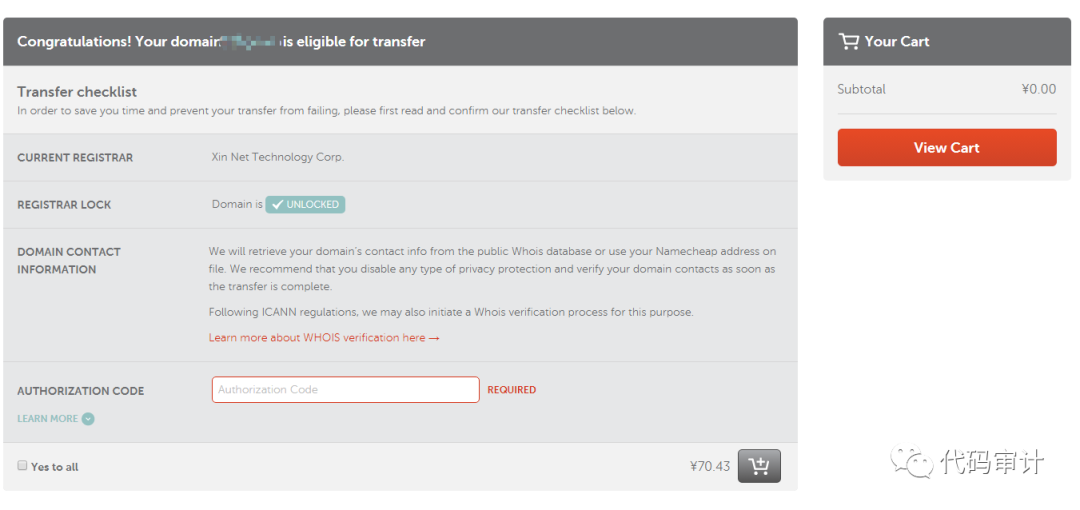 Congratulations! Your domain is eligible for transfer
Your Cart
Transfer checklist
In order to save you time and prevent your transfer from failing, please first read and confirm our transfer checklist below.
Subtotal ¥0.00
View Cart
CURRENT REGISTRAR Xin Net Technology Corp.
REGISTRAR LOCK Domain is UNLOCKED
DOMAIN CONTACT
INFORMATION
We will retrieve your domain's contact info from the public Whois database or use your Namecheap address on
file. We recommend that you disable any type of privacy protection and verify your domain contacts as soon as
the transfer is complete.
Following ICANN regulations, we may also initiate a Whois verification process for this purpose.
Learn more about WHOIS verification here →
AUTHORIZATION CODE Authorization Code REQUIRED
LEARN MORE
Yes to all ¥70.43
代码审计